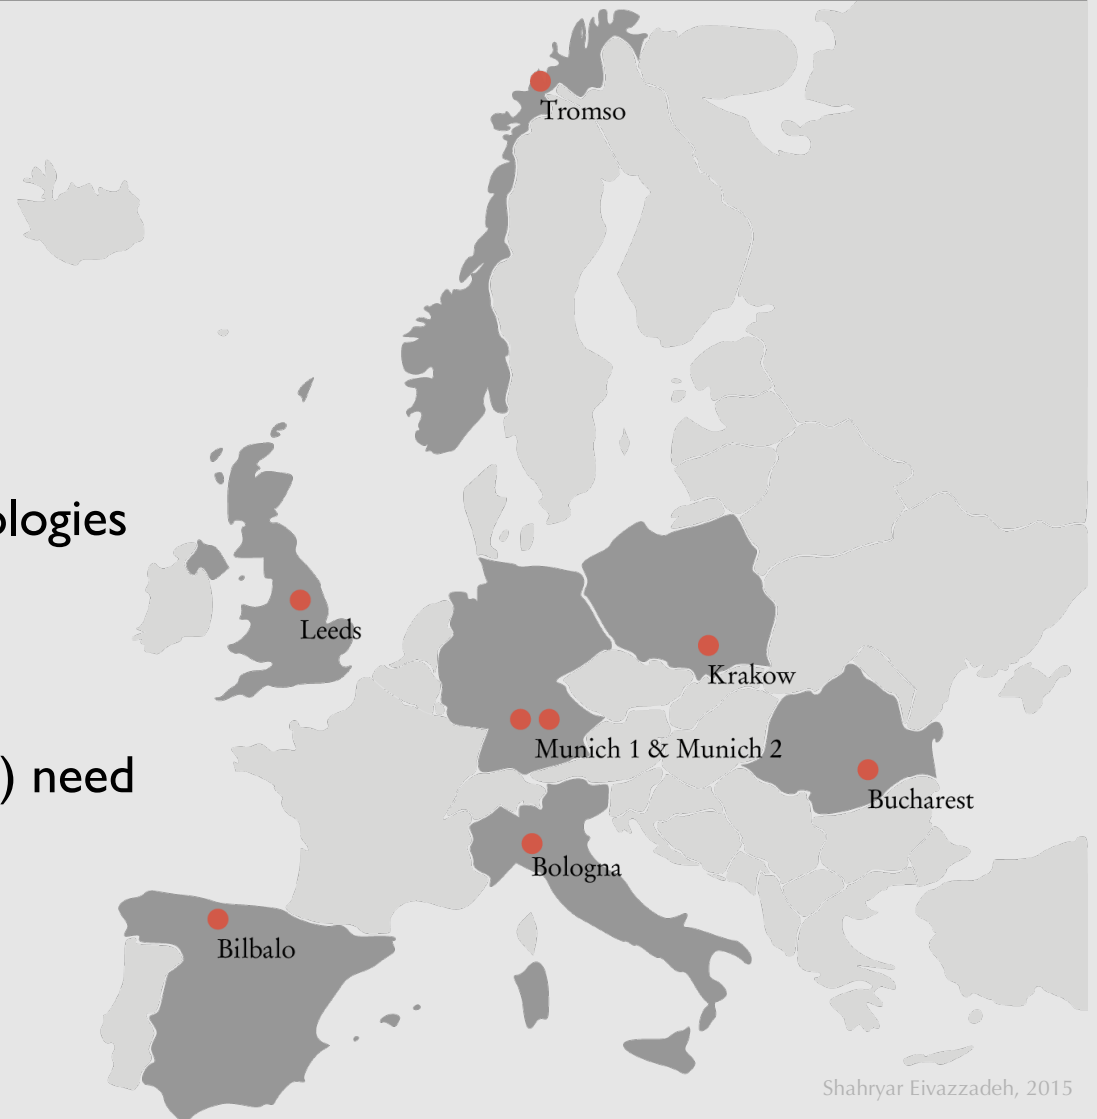 Tromso
ologies
Leeds
Krakow
Munich 1 & Munich 2
) need
Bucharest
Bologna
Bilbalo
Shahryar Eivazzadeh, 2015